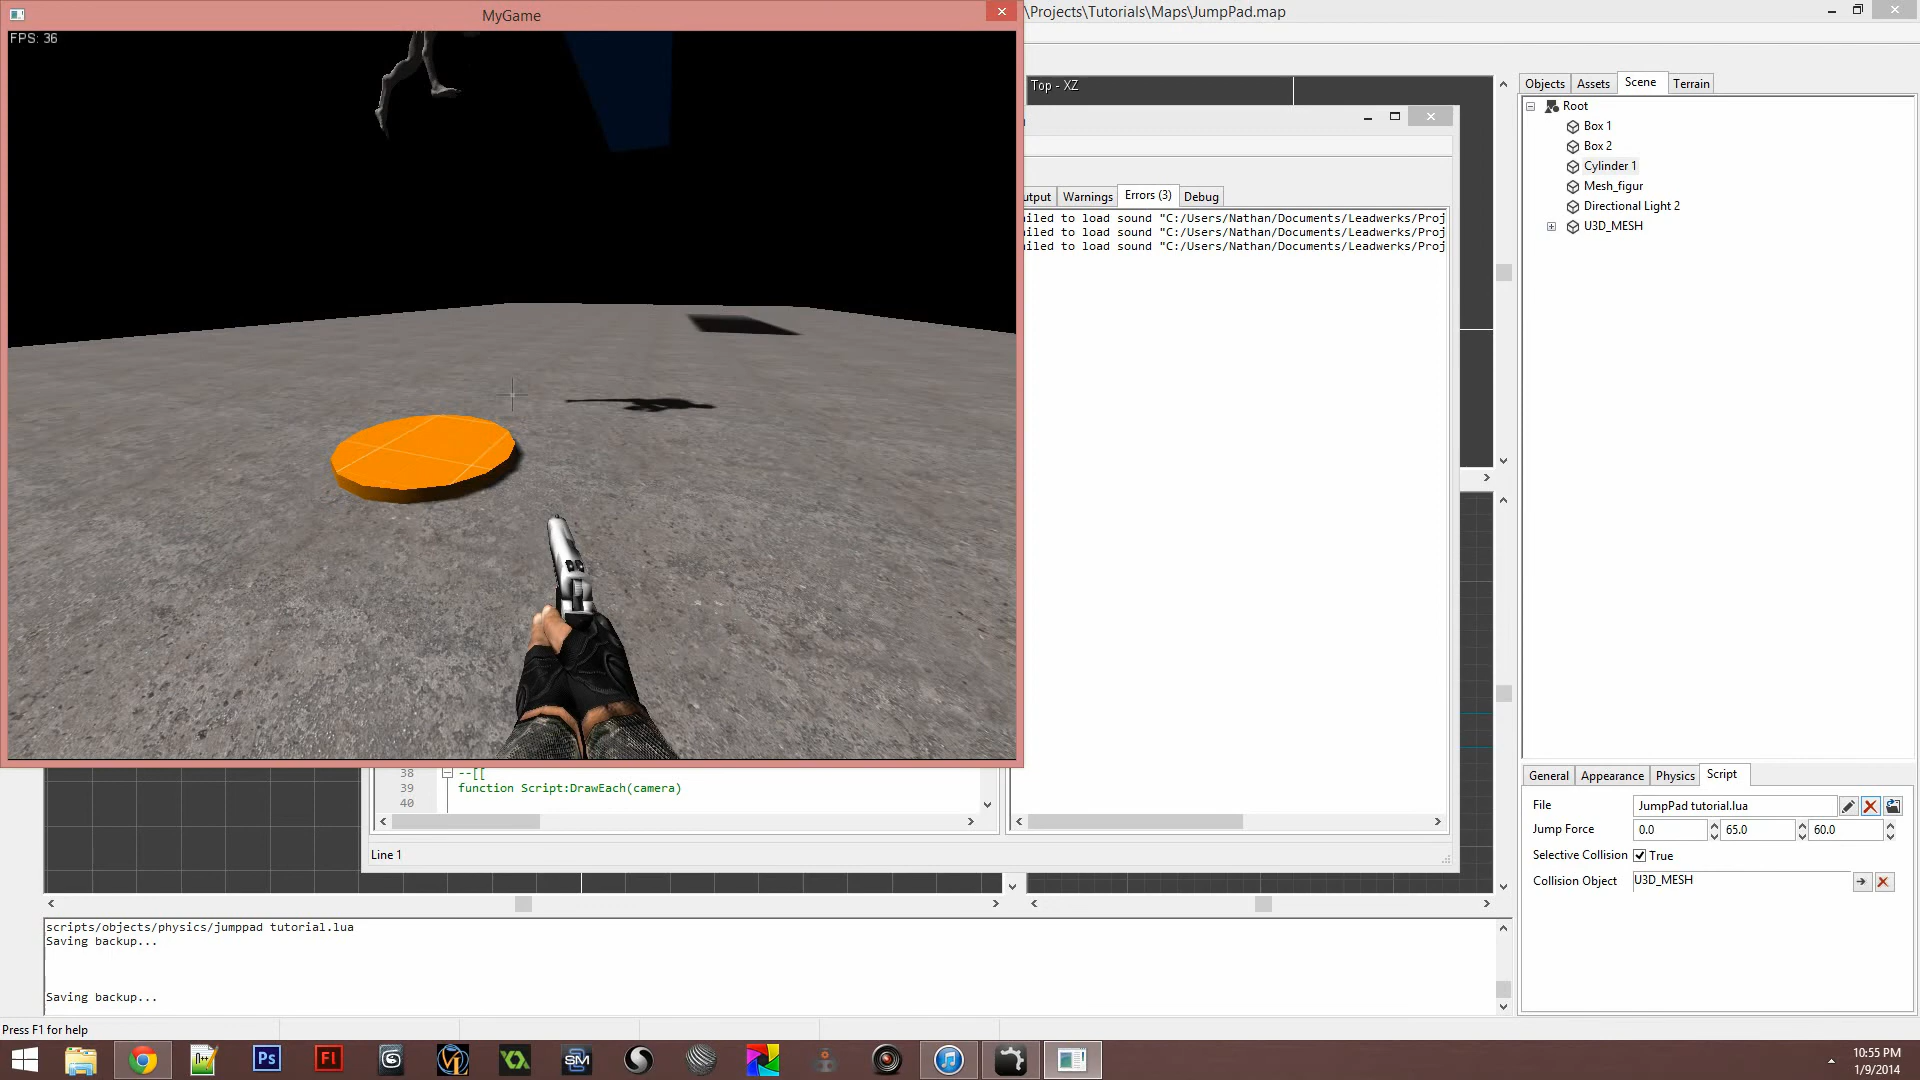 MyGame
\Projects\Tutorials\Maps\JumpPad.map
FPS: 36
Top - XZ
Objects
Assets
Scene
Terrain
Root
Box 1
Box 2
Cylinder 1
Mesh_figur
Directional Light 2
U3D_MESH
utput
Warnings
Errors (3)
Debug
iled to load sound "C:/Users/Nathan/Documents/Leadwerks/Proj
iled to load sound "C:/Users/Nathan/Documents/Leadwerks/Proj
iled to load sound "C:/Users/Nathan/Documents/Leadwerks/Proj
38 --[[
39 function Script:DrawEach(camera)
40
Line 1
General
Appearance
Physics
Script
File JumpPad tutorial.lua
Jump Force 0.0 65.0 60.0
Selective Collision True
Collision Object U3D_MESH
scripts/objects/physics/jumppad tutorial.lua
Saving backup...
Saving backup...
Press F1 for help
Ps
Fl
SM
10:55 PM
1/9/2014